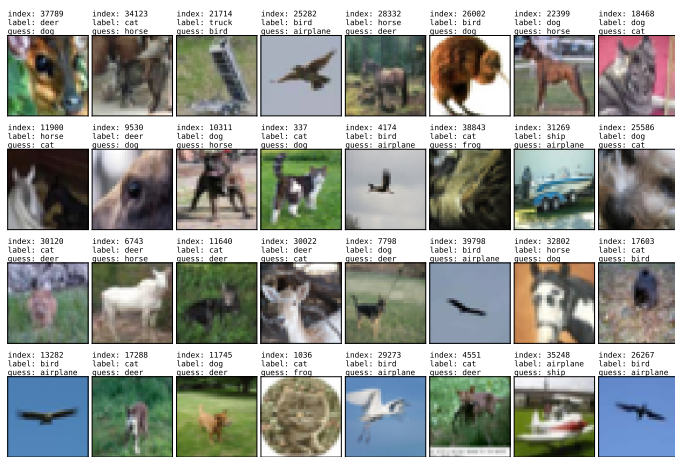 index: 37789
label: deer
guess: dog
index: 34123
label: cat
guess: horse
index: 21714
label: truck
guess: bird
index: 25282
label: bird
guess: airplane
index: 28332
label: horse
guess: deer
index: 26002
label: bird
guess: dog
index: 22399
label: dog
guess: horse
index: 18468
label: dog
guess: cat
index: 11900
label: horse
guess: cat
index: 9530
label: deer
guess: dog
index: 10311
label: dog
guess: horse
index: 337
label: cat
guess: dog
index: 4174
label: bird
guess: airplane
index: 38843
label: cat
guess: frog
index: 31269
label: ship
guess: airplane
index: 25586
label: dog
guess: cat
index: 30120
label: cat
guess: deer
index: 6743
label: deer
guess: horse
index: 11640
label: cat
guess: deer
index: 30022
label: deer
guess: cat
index: 7798
label: dog
guess: deer
index: 39798
label: bird
guess: airplane
index: 32802
label: horse
guess: dog
index: 17603
label: cat
guess: bird
index: 13282
label: bird
guess: airplane
index: 17288
label: cat
guess: deer
index: 11745
label: dog
guess: deer
index: 1036
label: cat
guess: frog
index: 29273
label: bird
guess: airplane
index: 4551
label: cat
guess: deer
index: 35248
label: airplane
guess: ship
index: 26267
label: bird
guess: airplane